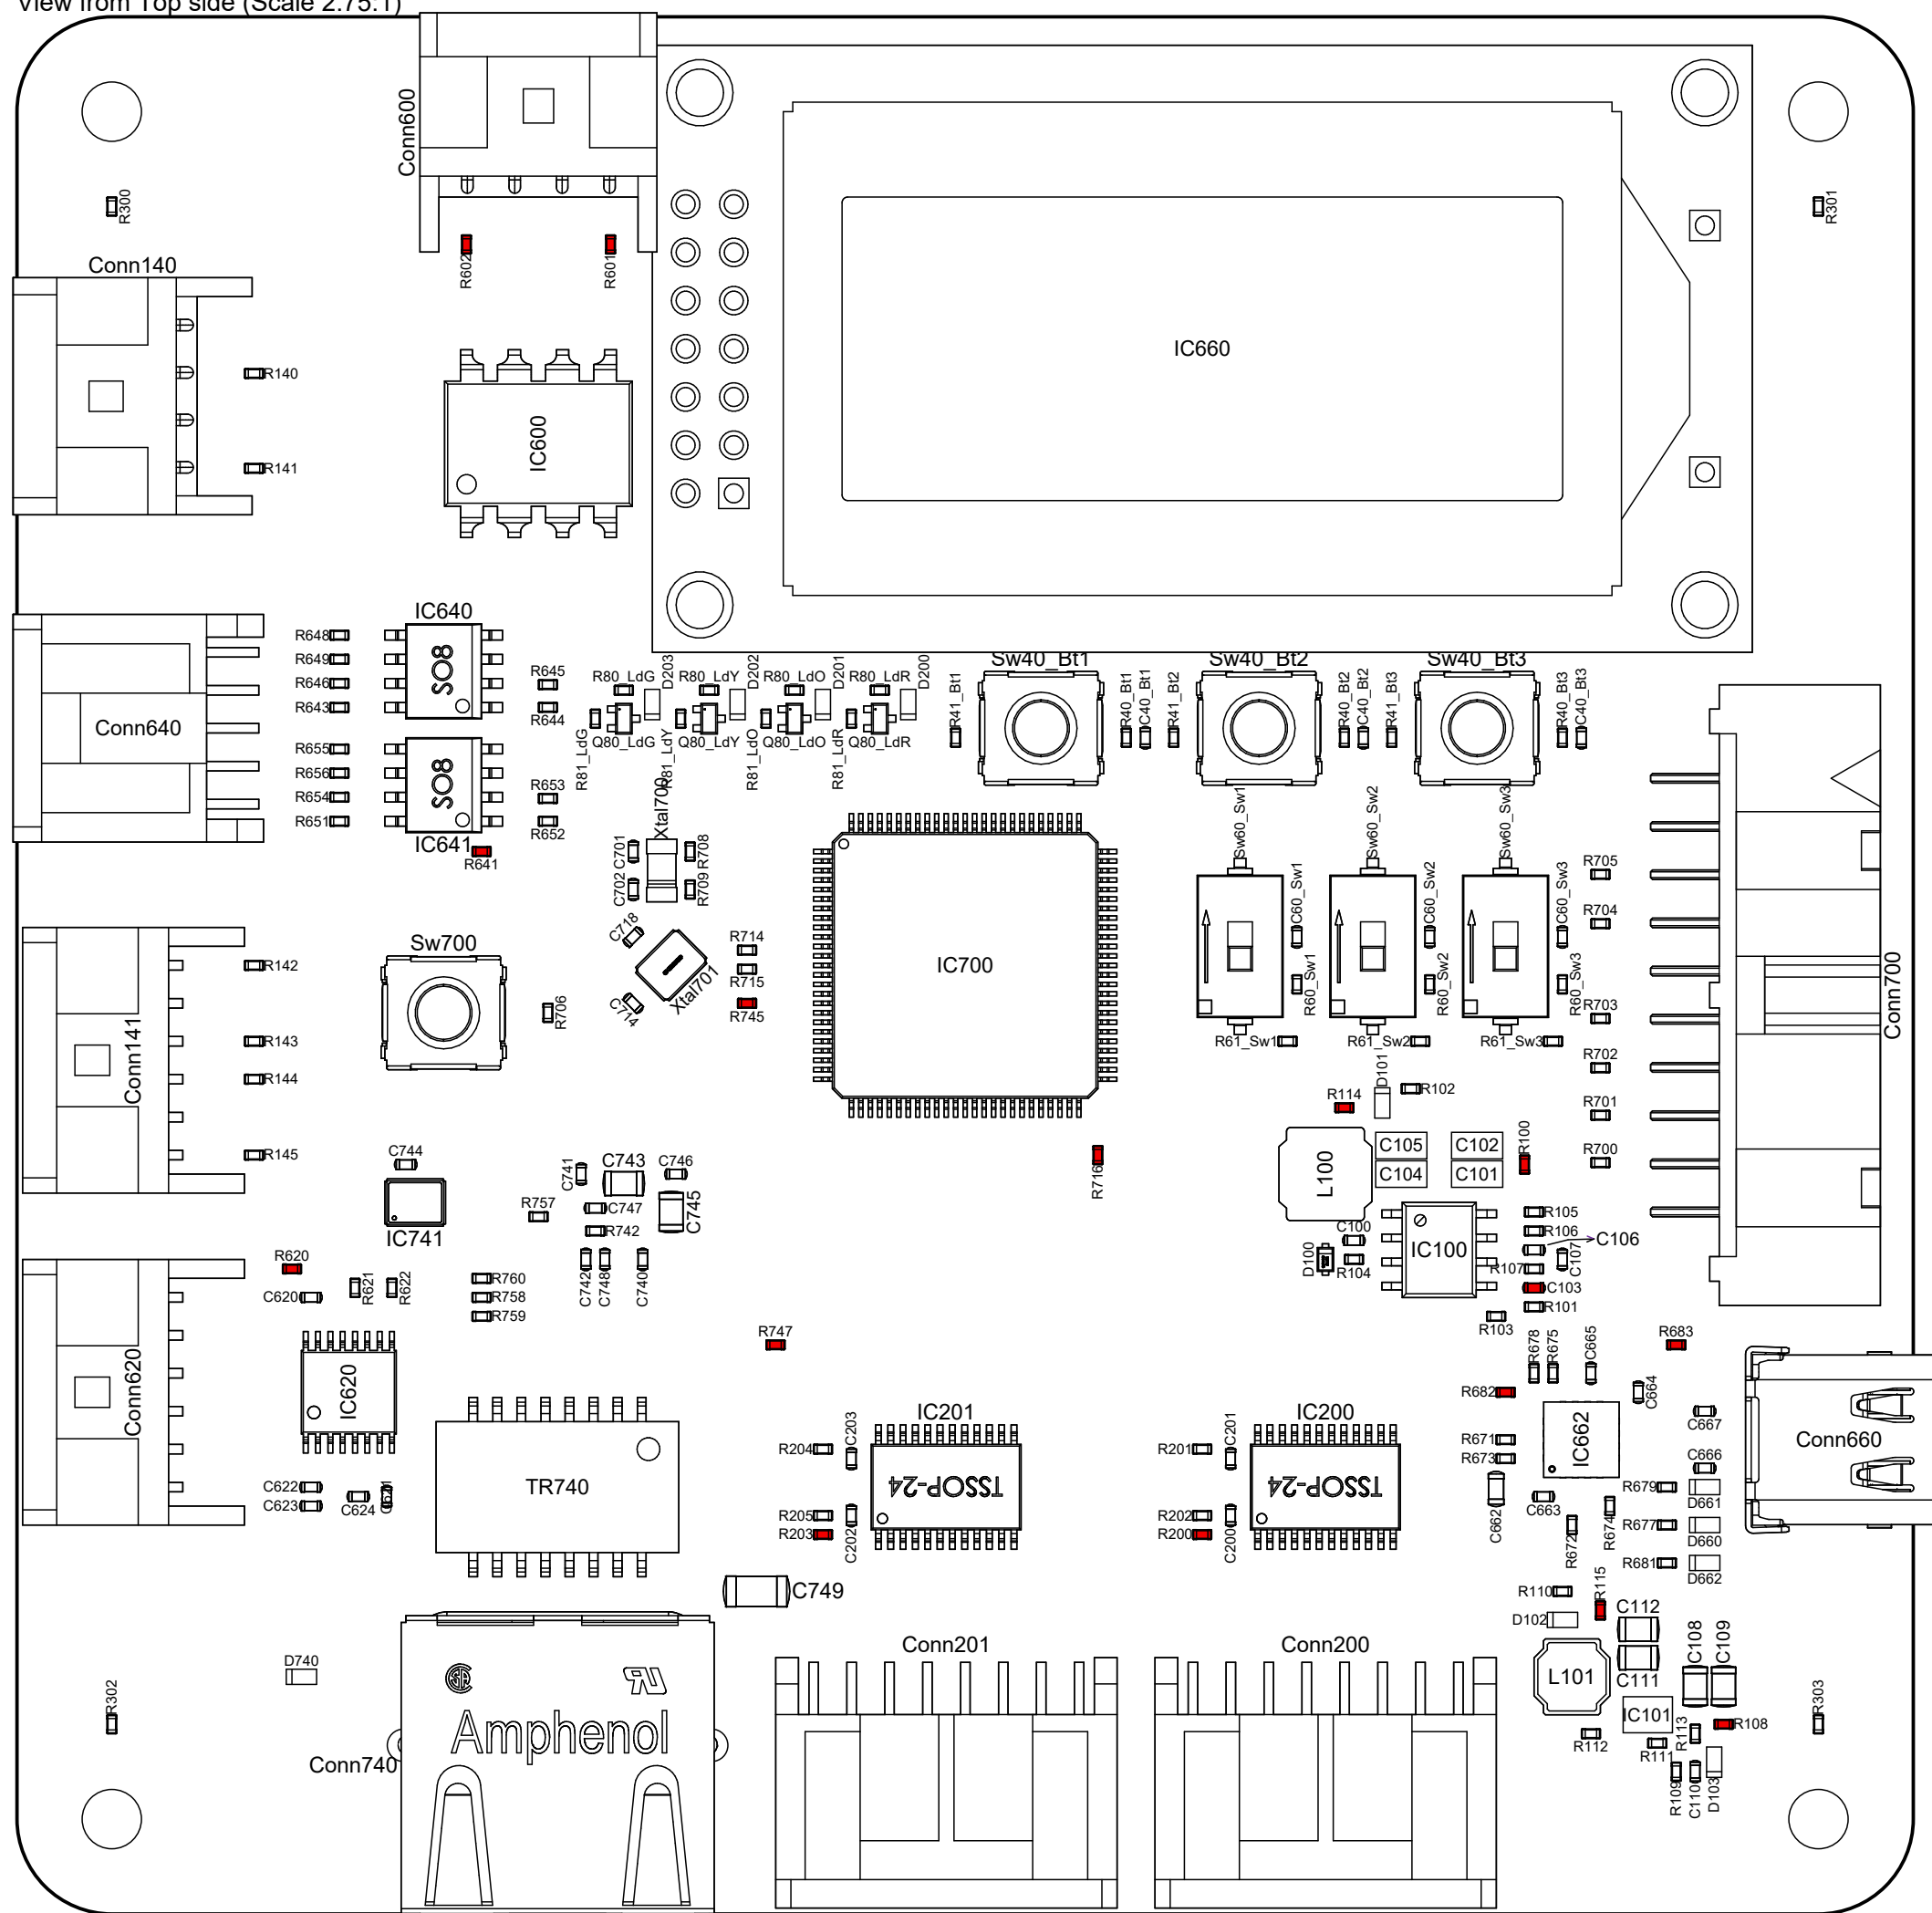 View from Top side (Scale 2.75:1)
Conn600
R300
R301
R602
R601
Conn140
R140
R141
IC600
IC660
IC640
SO8
R648
R649
R646
R643
R645
R644
Conn640
R655
R656
R654
R651
SO8
IC641
R653
R652
R641
R80_LdG
D203
R80_LdY
D202
R80_LdO
D201
R80_LdR
D200
R81_LdG
Q80_LdG
R81_LdY
Q80_LdY
R81_LdO
Q80_LdO
R81_LdR
Q80_LdR
Sw40_Bt1
Sw40_Bt2
Sw40_Bt3
R41_Bt1
R40_Bt1
C40_Bt1
R41_Bt2
R40_Bt2
C40_Bt2
R41_Bt3
R40_Bt3
C40_Bt3
Xtal700
C701
C702
R708
R709
C718
C714
Xtal701
R714
R715
R745
IC700
Sw60_Sw1
Sw60_Sw2
Sw60_Sw3
C60_Sw1
C60_Sw2
C60_Sw3
R60_Sw1
R60_Sw2
R60_Sw3
R61_Sw1
R61_Sw2
R61_Sw3
R705
R704
R703
R702
R701
R700
Conn700
Sw700
R706
R142
R143
R144
R145
Conn141
D101
R102
R114
C105
C102
C104
C101
L100
R100
R716
C744
IC741
C741
C743
C746
C745
R757
C747
R742
C742
C748
C740
R105
R106
C106
C107
R107
C103
R101
R103
C100
R104
D100
IC100
R620
R621
R622
C620
R760
R758
R759
Conn620
IC620
C622
C623
C624
C621
R747
TR740
IC201
C203
R204
TSSOP-24
R205
R203
C202
IC200
C201
R201
TSSOP-24
R202
R200
C200
R678
R675
C665
R683
R682
C664
C667
R671
R673
IC662
C666
Conn660
C662
C663
R679
D661
R674
R672
R677
D660
R681
D662
C749
R110
R115
D102
C112
C111
C108
C109
L101
IC101
R108
R113
R112
R111
R109
C110
D103
R303
Conn201
Conn200
D740
R302
Amphenol
Conn740